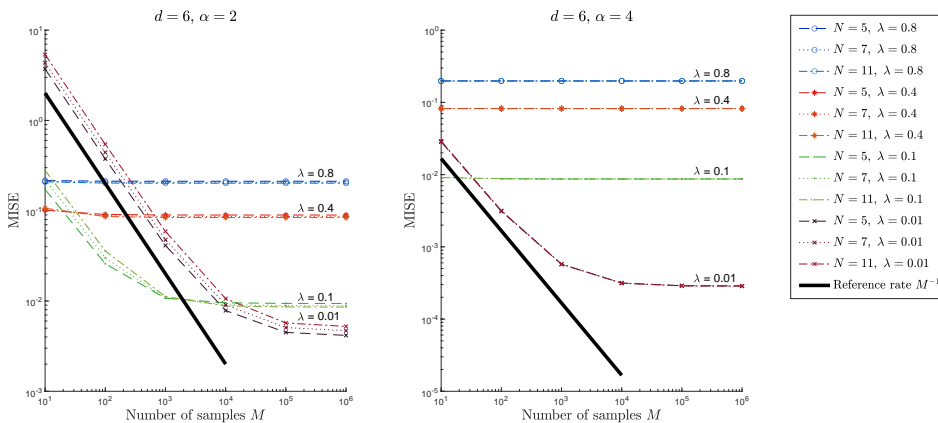 d = 6, α = 2
10^1
10^0
10^-1
10^-2
10^-3
MISE
λ = 0.8
λ = 0.4
λ = 0.1
λ = 0.01
10^1 10^2 10^3 10^4 10^5 10^6
Number of samples M
d = 6, α = 4
10^0
10^-1
10^-2
10^-3
10^-4
10^-5
MISE
λ = 0.8
λ = 0.4
λ = 0.1
λ = 0.01
10^1 10^2 10^3 10^4 10^5 10^6
Number of samples M
N = 5, λ = 0.8
N = 7, λ = 0.8
N = 11, λ = 0.8
N = 5, λ = 0.4
N = 7, λ = 0.4
N = 11, λ = 0.4
N = 5, λ = 0.1
N = 7, λ = 0.1
N = 11, λ = 0.1
N = 5, λ = 0.01
N = 7, λ = 0.01
N = 11, λ = 0.01
Reference rate M^-1